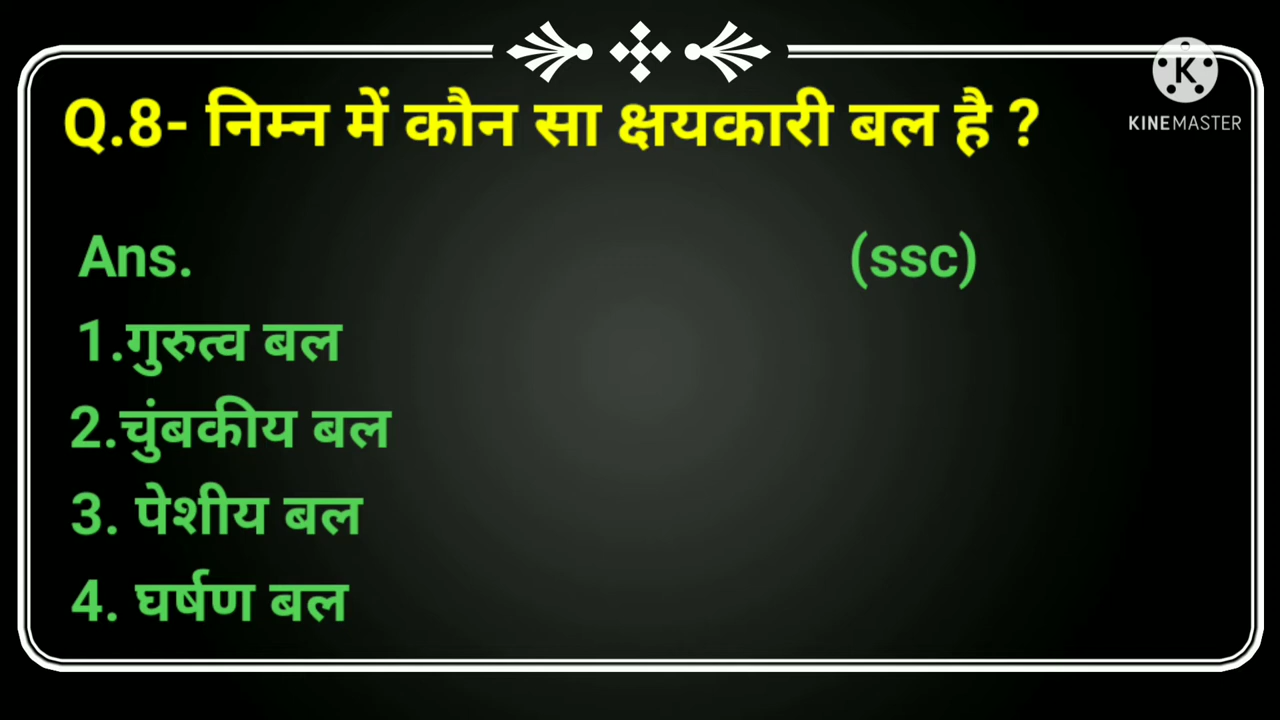 Q.8- निम्न में कौन सा क्षयकारी बल है ?
K
KINEMASTER
Ans. (ssc)
1.गुरुत्व बल
2.चुंबकीय बल
3. पेशीय बल
4. घर्षण बल